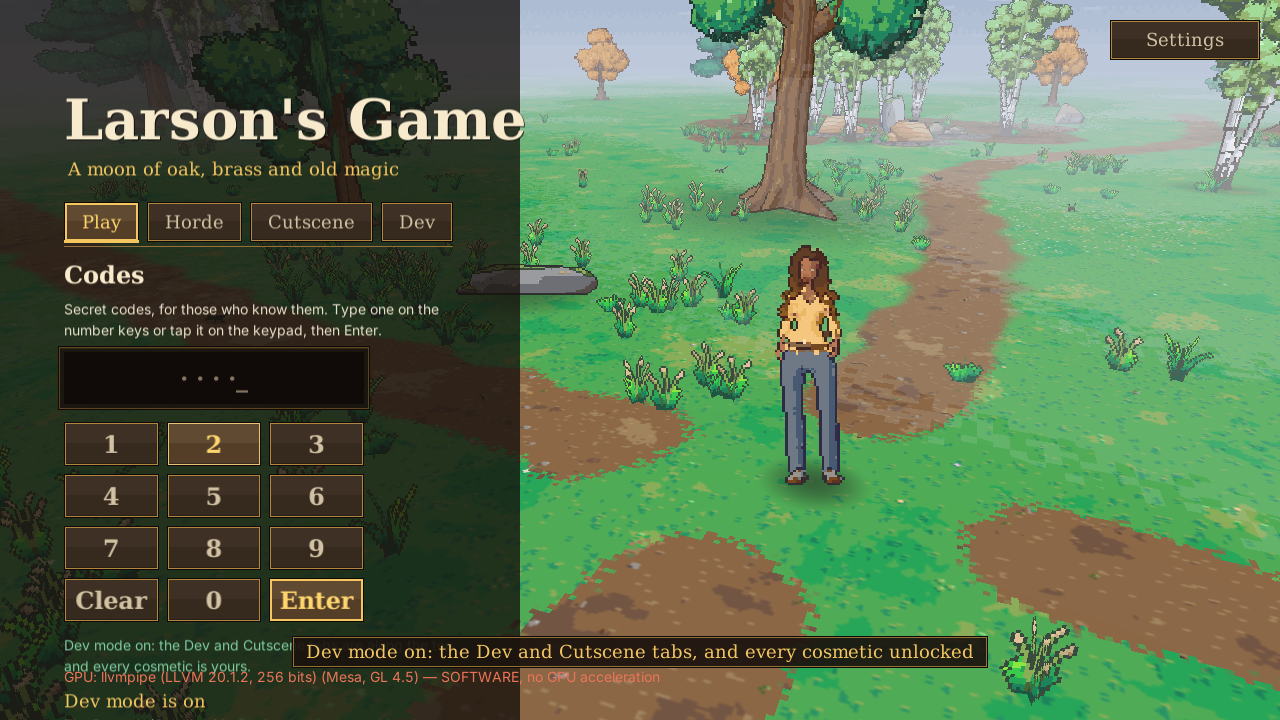 Settings
Larson's Game
A moon of oak, brass and old magic
Play Horde Cutscene Dev
Codes
Secret codes, for those who know them. Type one on the
number keys or tap it on the keypad, then Enter.
. . . ._
1 2 3
4 5 6
7 8 9
Clear 0 Enter
Dev mode on: the Dev and
and every cosmetic is yours.
Dev mode on: the Dev and Cutscene tabs, and every cosmetic unlocked
GPU: llvmpipe (LLVM 20.1.2, 256 bits) (Mesa, GL 4.5) — SOFTWARE, no GPU acceleration
Dev mode is on